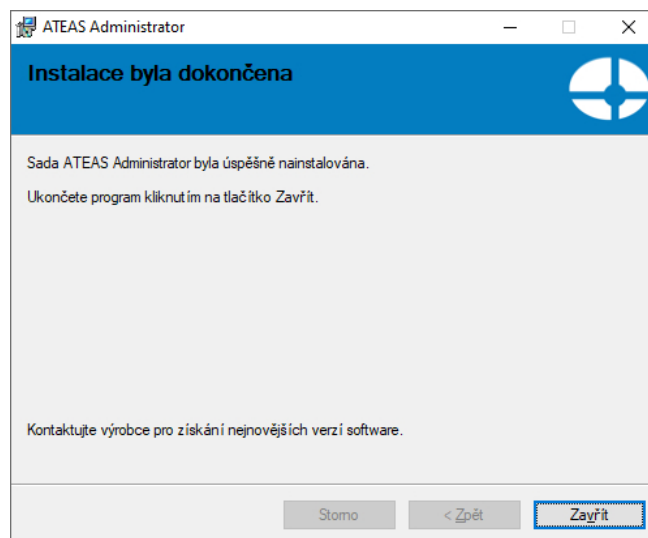 ATEAS Administrator
Instalace byla dokončena
Sada ATEAS Administrator byla úspěšně nainstalována.
Ukončete program kliknutím na tlačítko Zavřít.
Kontaktujte výrobce pro získání nejnovějších verzí software.
Storno
< Zpět
Zavřít